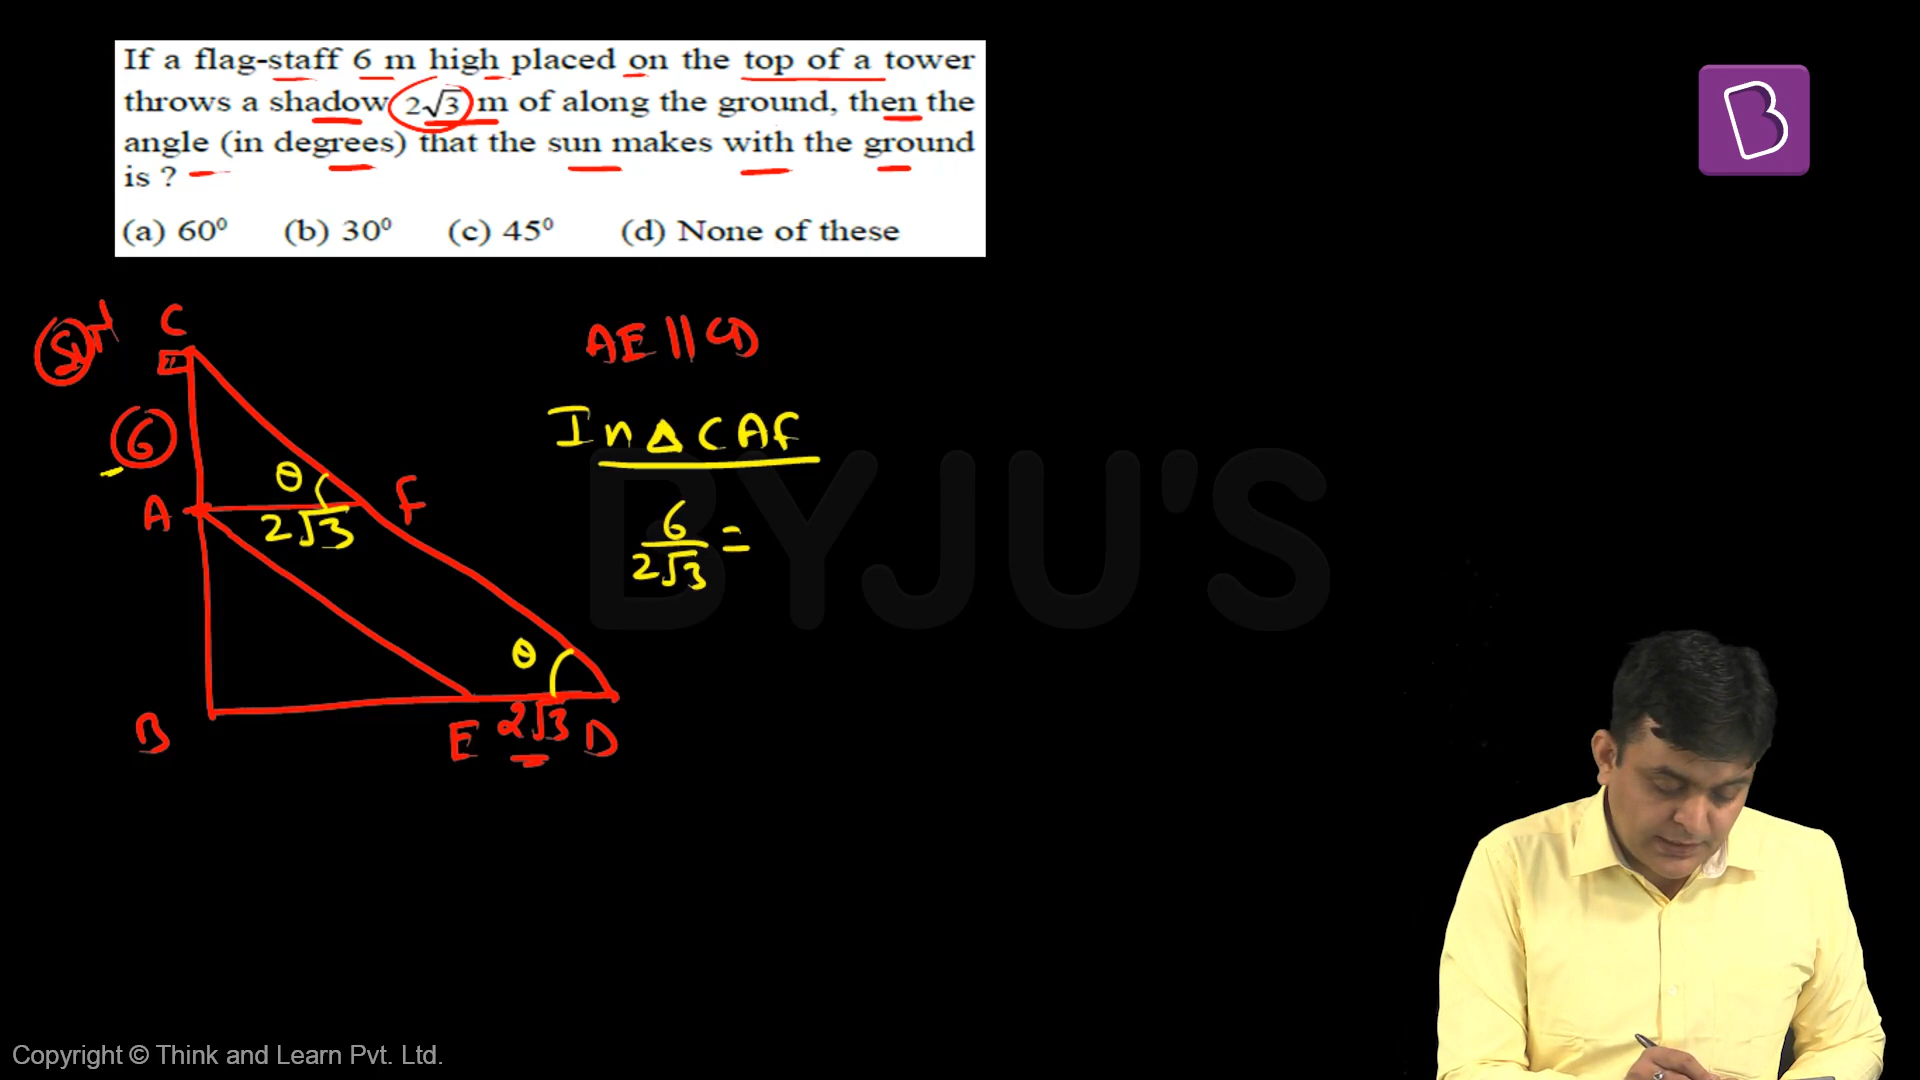 If a flag-staff 6 m high placed on the top of a tower
throws a shadow 2√3 m of along the ground, then the
angle (in degrees) that the sun makes with the ground
is ?
(a) 60⁰ (b) 30⁰ (c) 45⁰ (d) None of these
B
Sun
C
6
A
θ
2√3
F
θ
B
E
2√3
D
AE || CD
In Δ CAF
6/2√3 =
BYJU'S
Copyright © Think and Learn Pvt. Ltd.